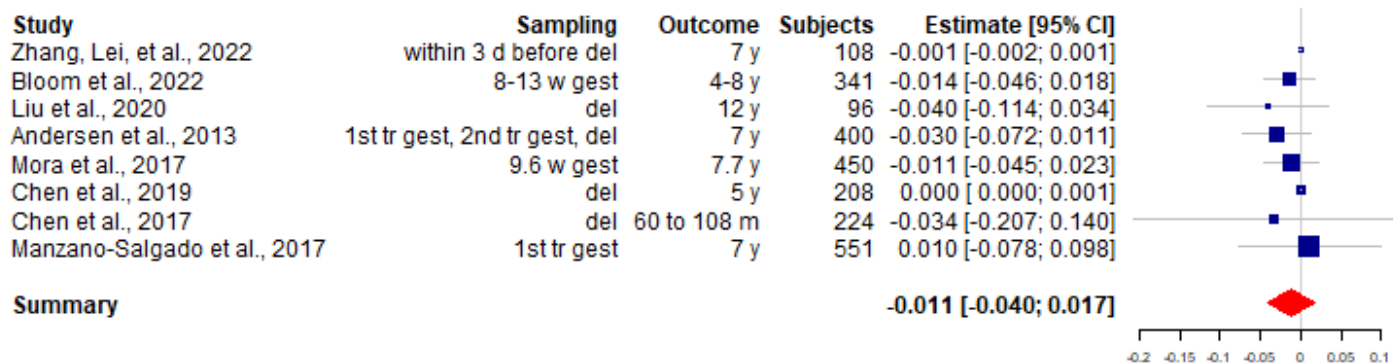 Study Sampling Outcome Subjects Estimate [95% CI]
Zhang, Lei, et al., 2022 within 3 d before del 7 y 108 -0.001 [-0.002; 0.001]
Bloom et al., 2022 8-13 w gest 4-8 y 341 -0.014 [-0.046; 0.018]
Liu et al., 2020 del 12 y 96 -0.040 [-0.114; 0.034]
Andersen et al., 2013 1st tr gest, 2nd tr gest, del 7 y 400 -0.030 [-0.072; 0.011]
Mora et al., 2017 9.6 w gest 7.7 y 450 -0.011 [-0.045; 0.023]
Chen et al., 2019 del 5 y 208 0.000 [ 0.000; 0.001]
Chen et al., 2017 del 60 to 108 m 224 -0.034 [-0.207; 0.140]
Manzano-Salgado et al., 2017 1st tr gest 7 y 551 0.010 [-0.078; 0.098]
Summary -0.011 [-0.040; 0.017]
-0.2 -0.15 -0.1 -0.05 0 0.05 0.1